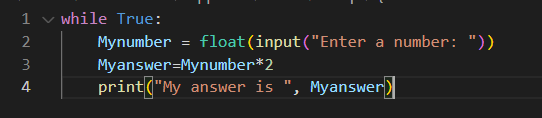 1 while True:
2     Mynumber = float(input("Enter a number: "))
3     Myanswer=Mynumber*2
4     print("My answer is ", Myanswer)